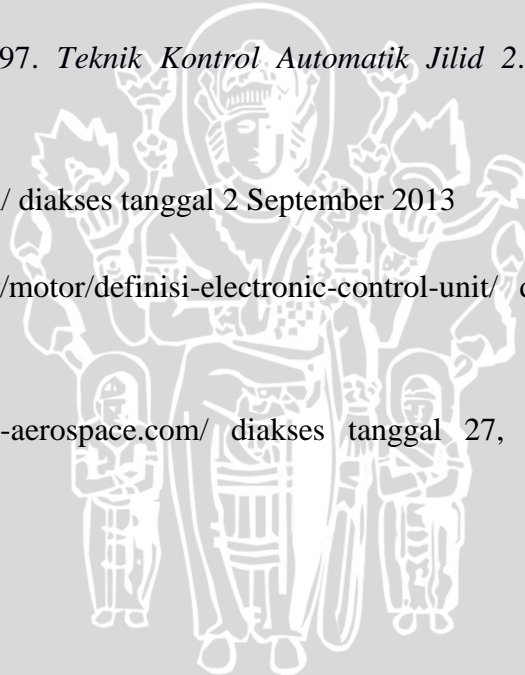 97. Teknik Kontrol Automatik Jilid 2.
/ diakses tanggal 2 September 2013
/motor/definisi-electronic-control-unit/
-aerospace.com/ diakses tanggal 27,